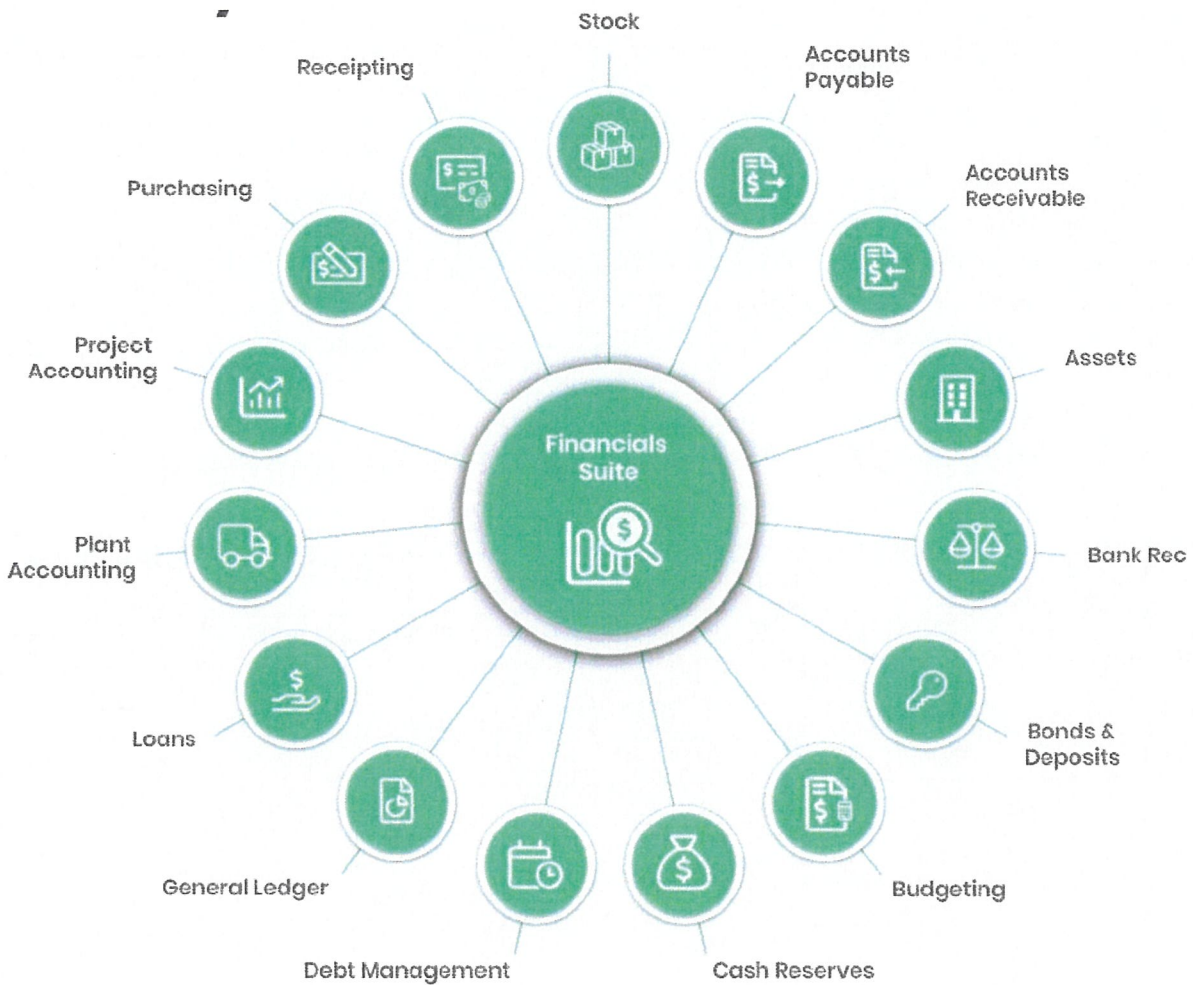 Stock
Accounts
Payable
Accounts
Receivable
Assets
Bank Rec
Bonds &
Deposits
Budgeting
Cash Reserves
Debt Management
General Ledger
Loans
Plant
Accounting
Project
Accounting
Purchasing
Receipting
Financials
Suite